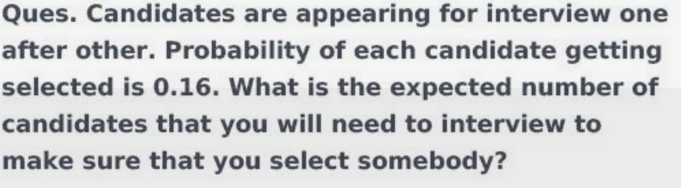 Ques. Candidates are appearing for interview one
after other. Probability of each candidate getting
selected is 0.16. What is the expected number of
candidates that you will need to interview to
make sure that you select somebody?